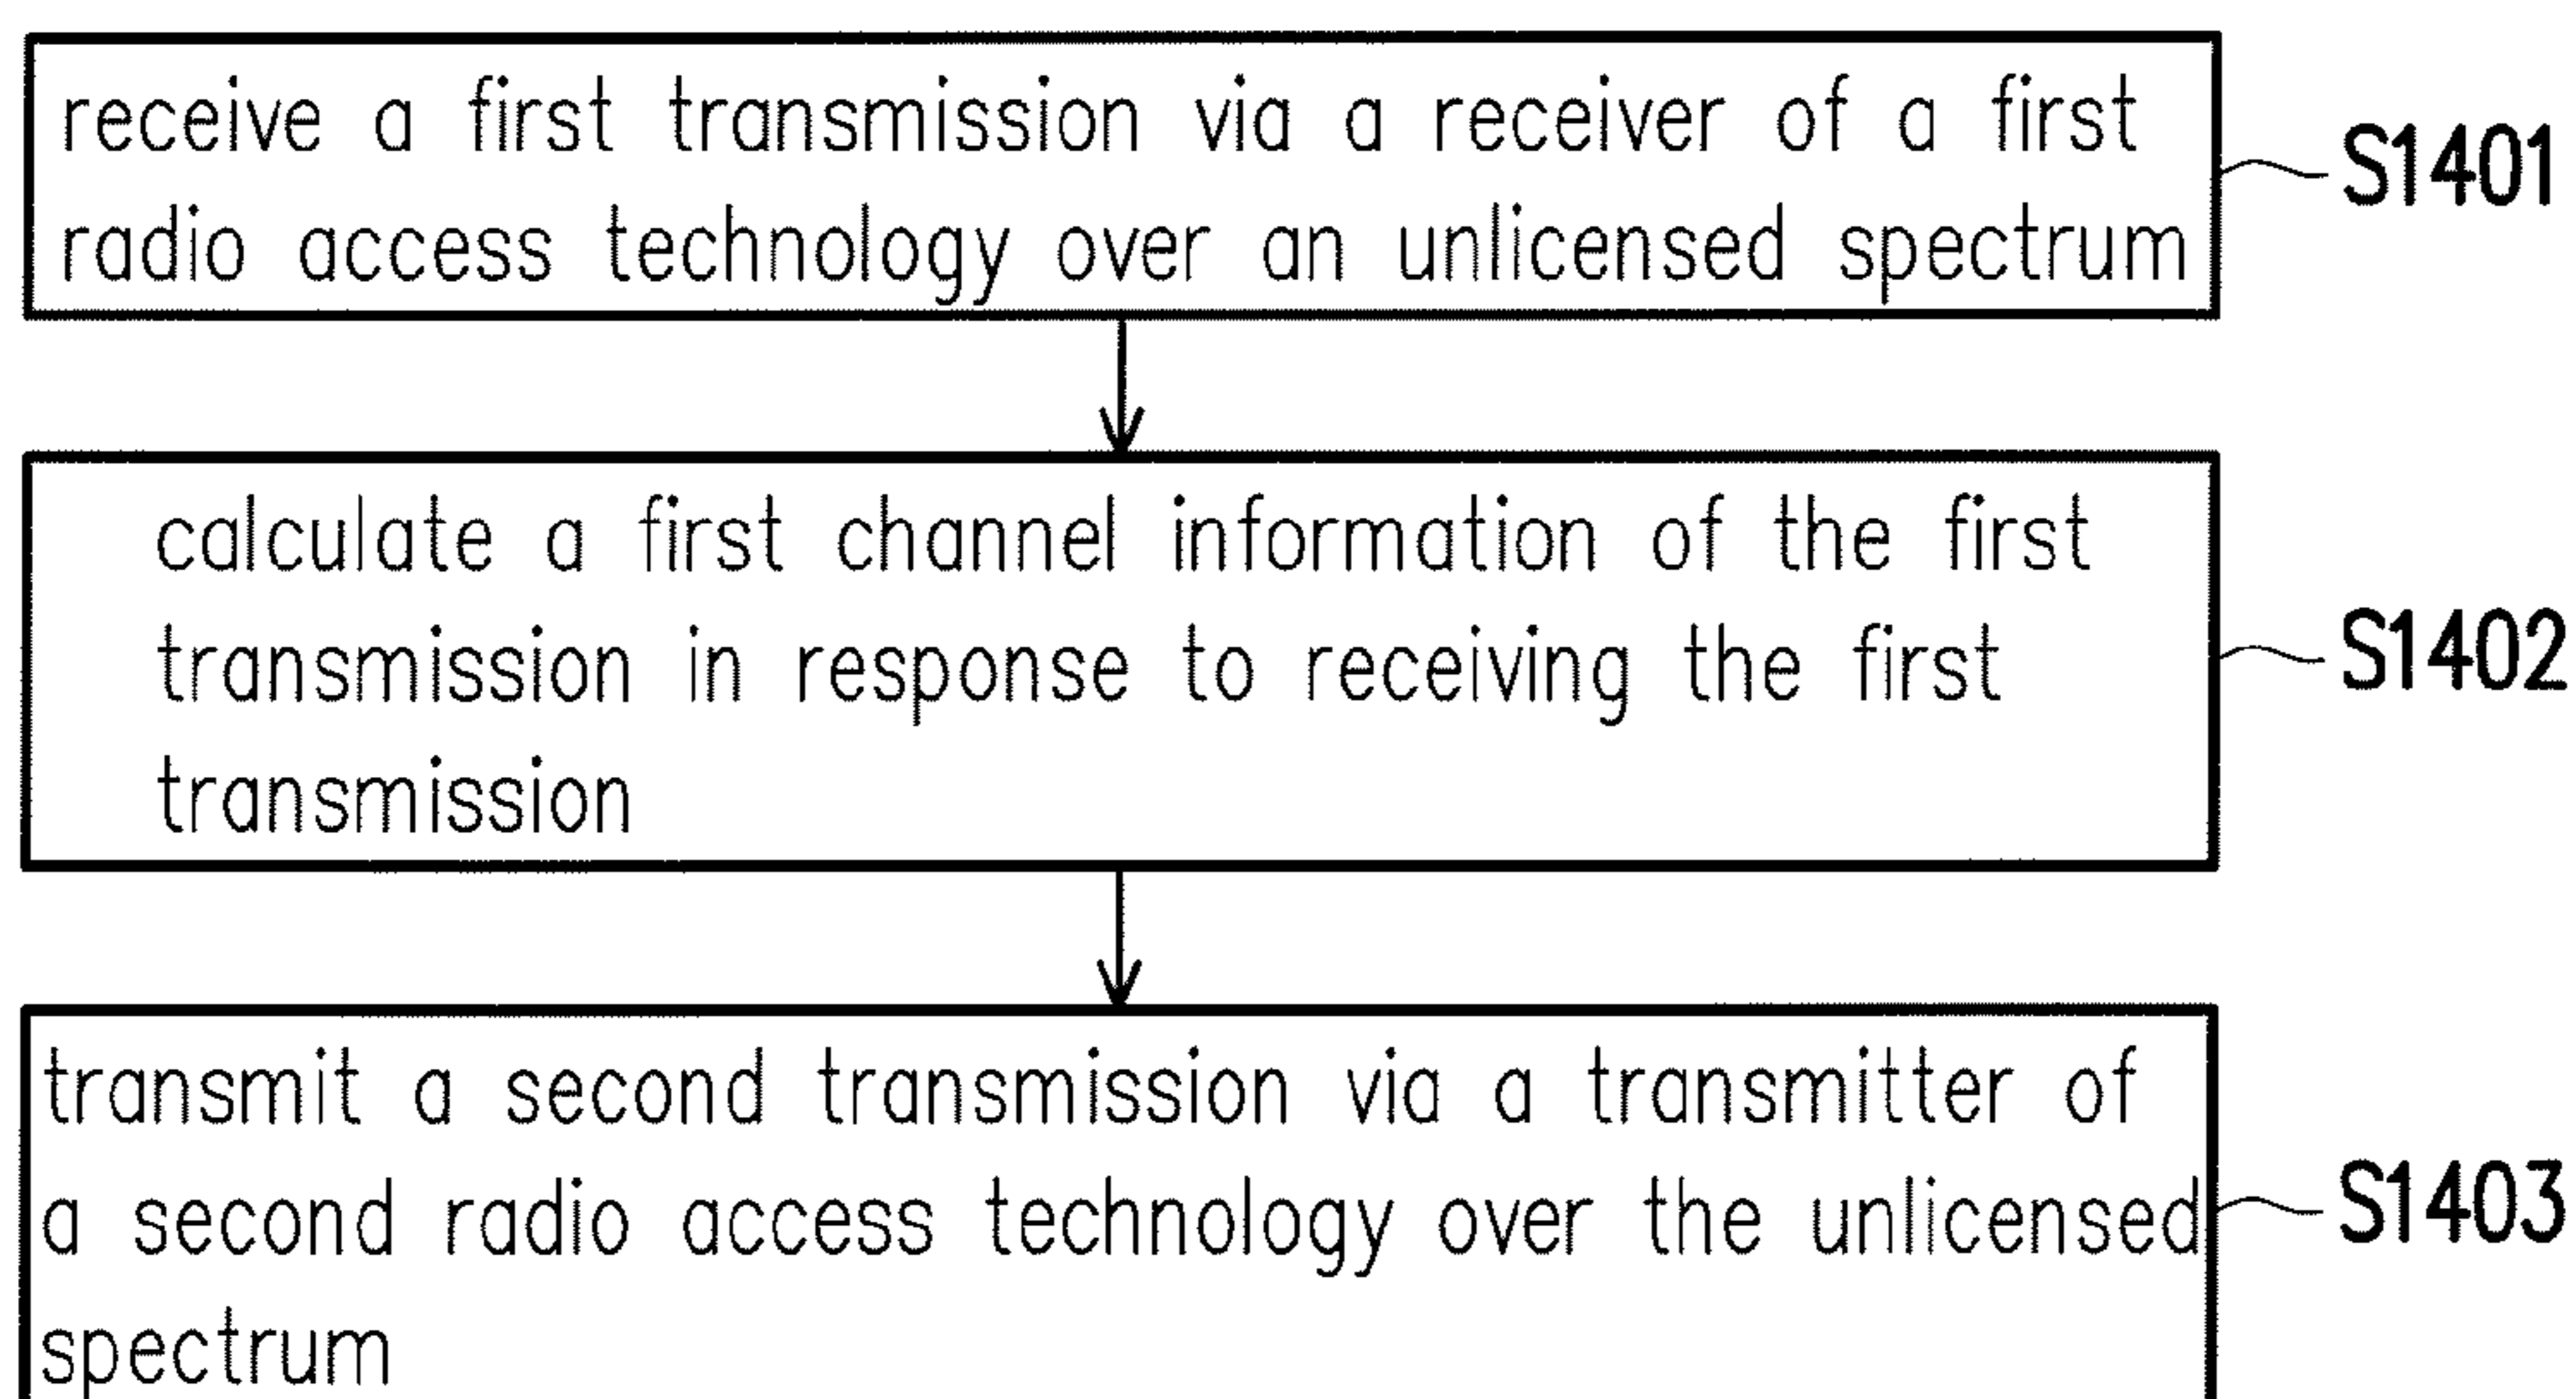 receive a first transmission via a receiver of a first
radio access technology over an unlicensed spectrum
S1401
calculate a first channel information of the first
transmission in response to receiving the first
transmission
S1402
transmit a second transmission via a transmitter of
a second radio access technology over the unlicensed
spectrum
S1403